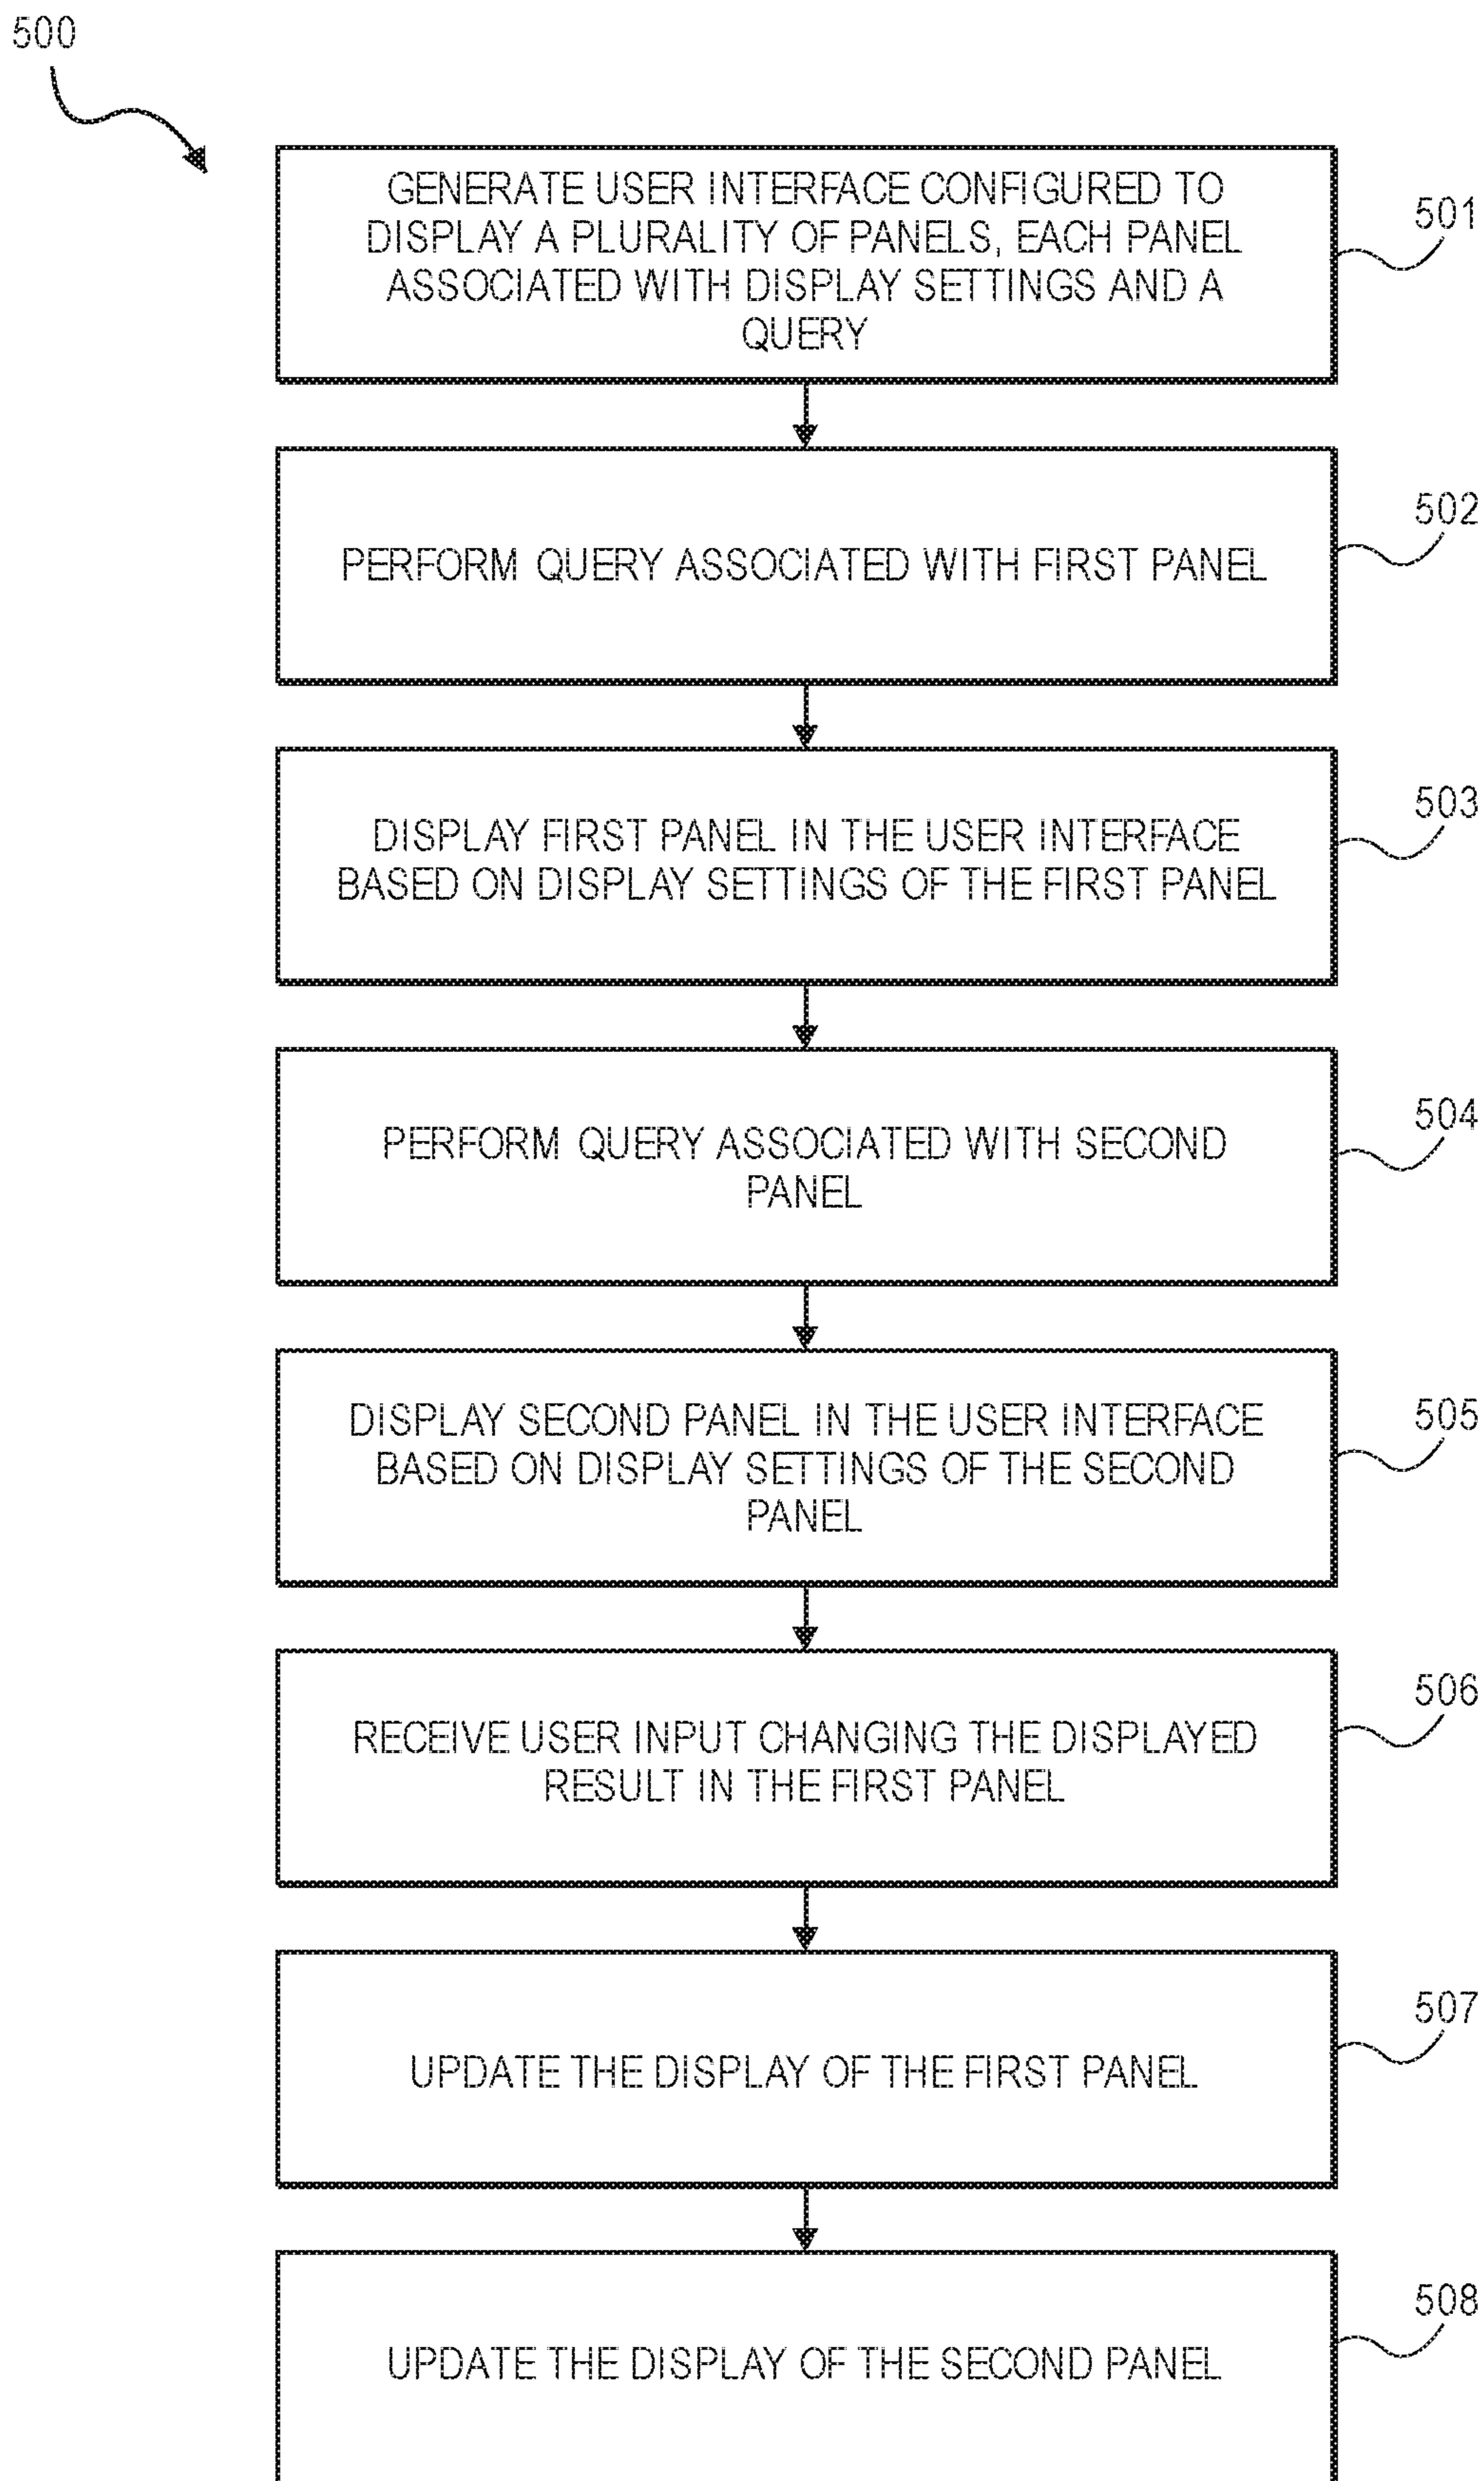 500
GENERATE USER INTERFACE CONFIGURED TO
DISPLAY A PLURALITY OF PANELS, EACH PANEL
ASSOCIATED WITH DISPLAY SETTINGS AND A
QUERY
501
PERFORM QUERY ASSOCIATED WITH FIRST PANEL
502
DISPLAY FIRST PANEL IN THE USER INTERFACE
BASED ON DISPLAY SETTINGS OF THE FIRST PANEL
503
PERFORM QUERY ASSOCIATED WITH SECOND
PANEL
504
DISPLAY SECOND PANEL IN THE USER INTERFACE
BASED ON DISPLAY SETTINGS OF THE SECOND
PANEL
505
RECEIVE USER INPUT CHANGING THE DISPLAYED
RESULT IN THE FIRST PANEL
506
UPDATE THE DISPLAY OF THE FIRST PANEL
507
UPDATE THE DISPLAY OF THE SECOND PANEL
508